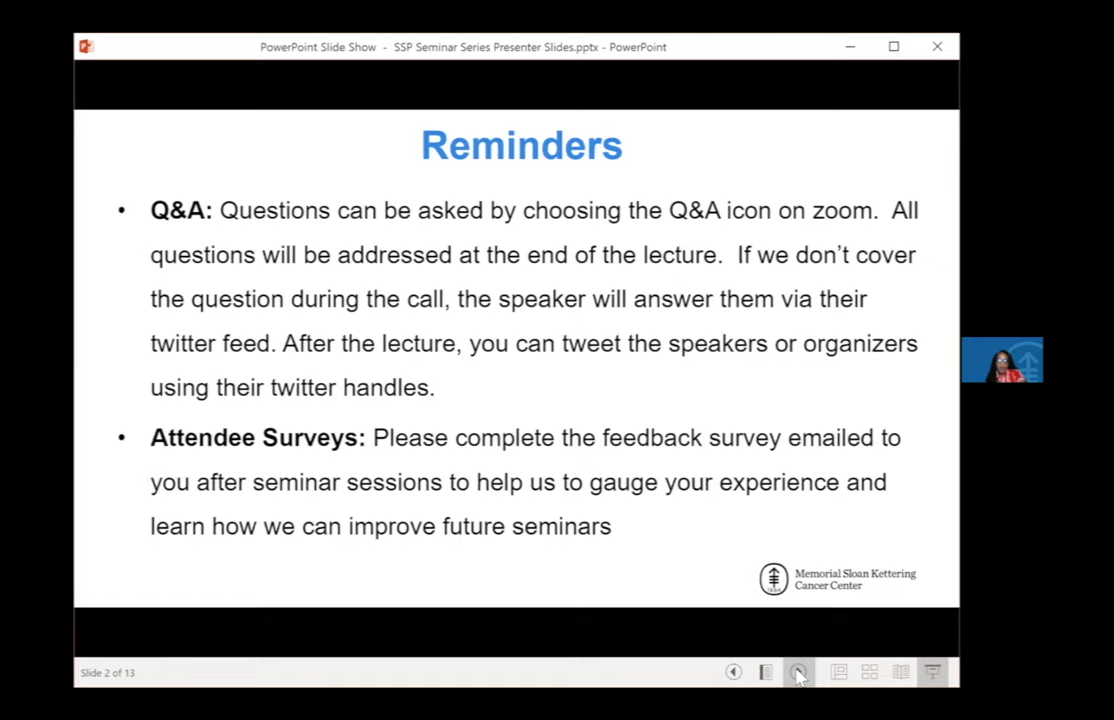 PowerPoint Slide Show - SSP Seminar Series Presenter Slides.pptx - PowerPoint
Reminders
• Q&A: Questions can be asked by choosing the Q&A icon on zoom. All
questions will be addressed at the end of the lecture. If we don’t cover
the question during the call, the speaker will answer them via their
twitter feed. After the lecture, you can tweet the speakers or organizers
using their twitter handles.
• Attendee Surveys: Please complete the feedback survey emailed to
you after seminar sessions to help us to gauge your experience and
learn how we can improve future seminars
Memorial Sloan Kettering
Cancer Center
Slide 2 of 13